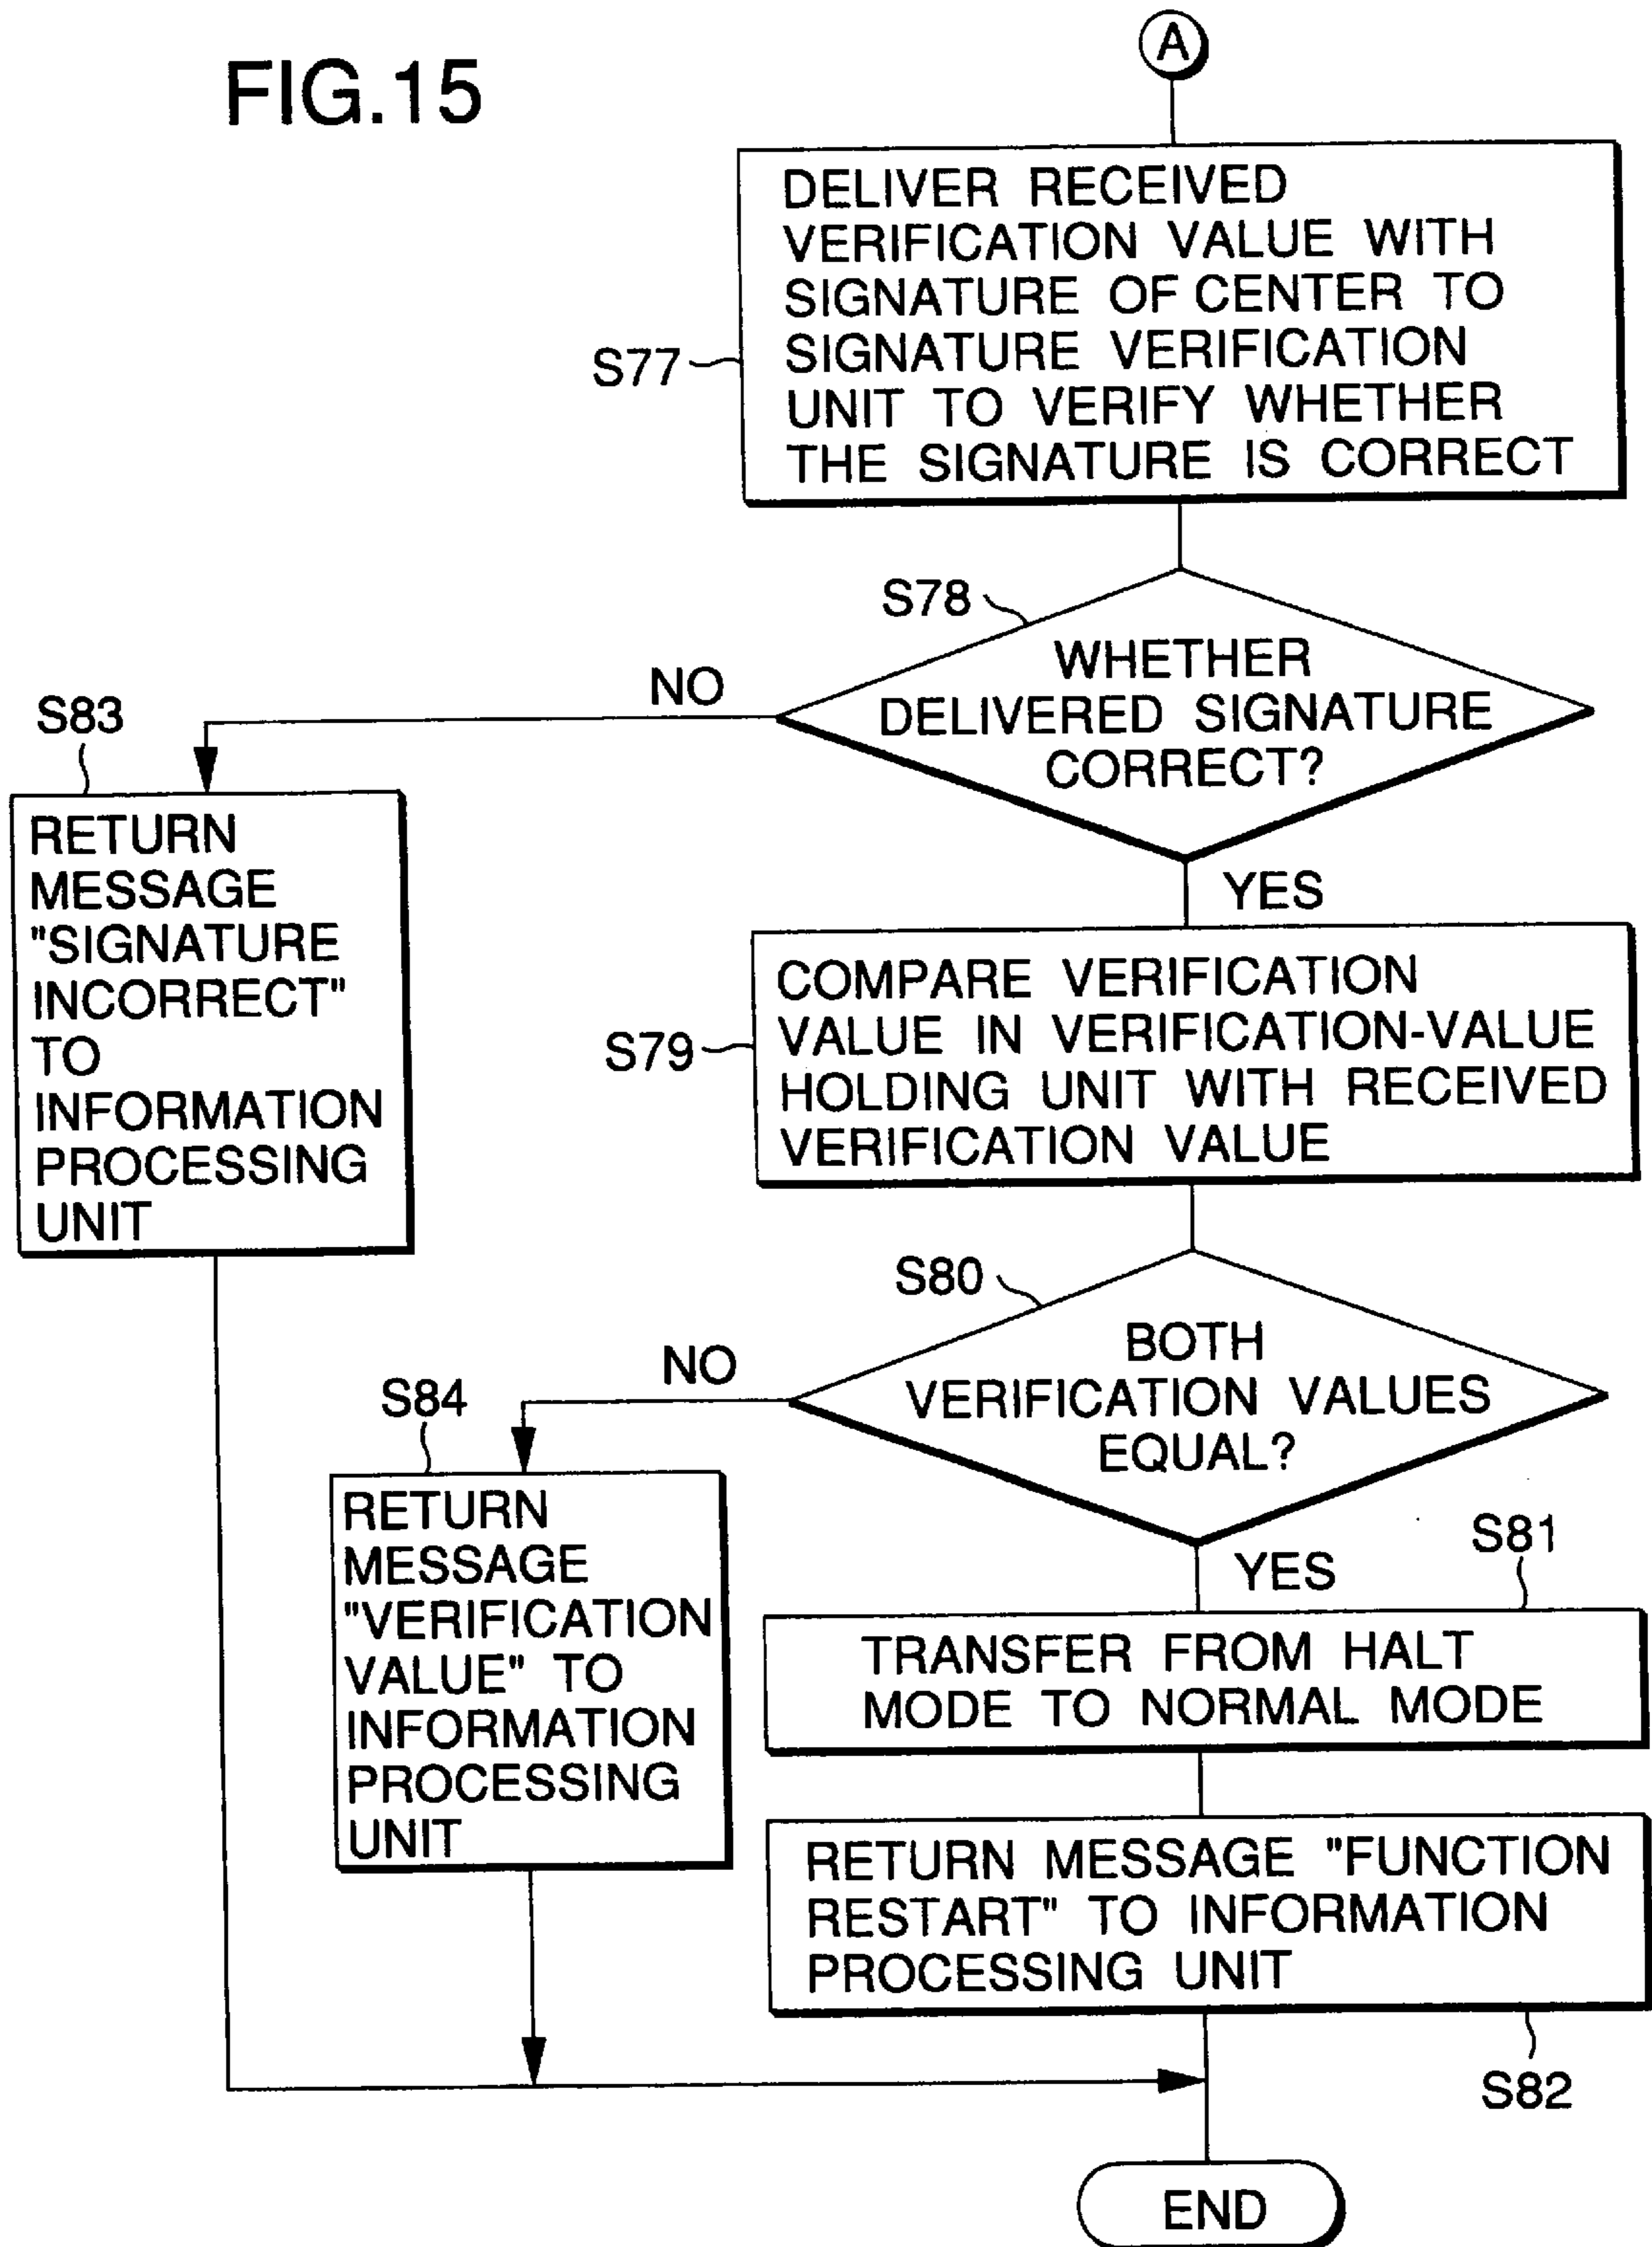 FIG.15
A
DELIVER RECEIVED
VERIFICATION VALUE WITH
SIGNATURE OF CENTER TO
SIGNATURE VERIFICATION
UNIT TO VERIFY WHETHER
THE SIGNATURE IS CORRECT
S77
S78
WHETHER
DELIVERED SIGNATURE
CORRECT?
NO
YES
S83
RETURN
MESSAGE
"SIGNATURE
INCORRECT"
TO
INFORMATION
PROCESSING
UNIT
S79
COMPARE VERIFICATION
VALUE IN VERIFICATION-VALUE
HOLDING UNIT WITH RECEIVED
VERIFICATION VALUE
S80
BOTH
VERIFICATION VALUES
EQUAL?
NO
YES
S84
RETURN
MESSAGE
"VERIFICATION
VALUE" TO
INFORMATION
PROCESSING
UNIT
S81
TRANSFER FROM HALT
MODE TO NORMAL MODE
RETURN MESSAGE "FUNCTION
RESTART" TO INFORMATION
PROCESSING UNIT
S82
END